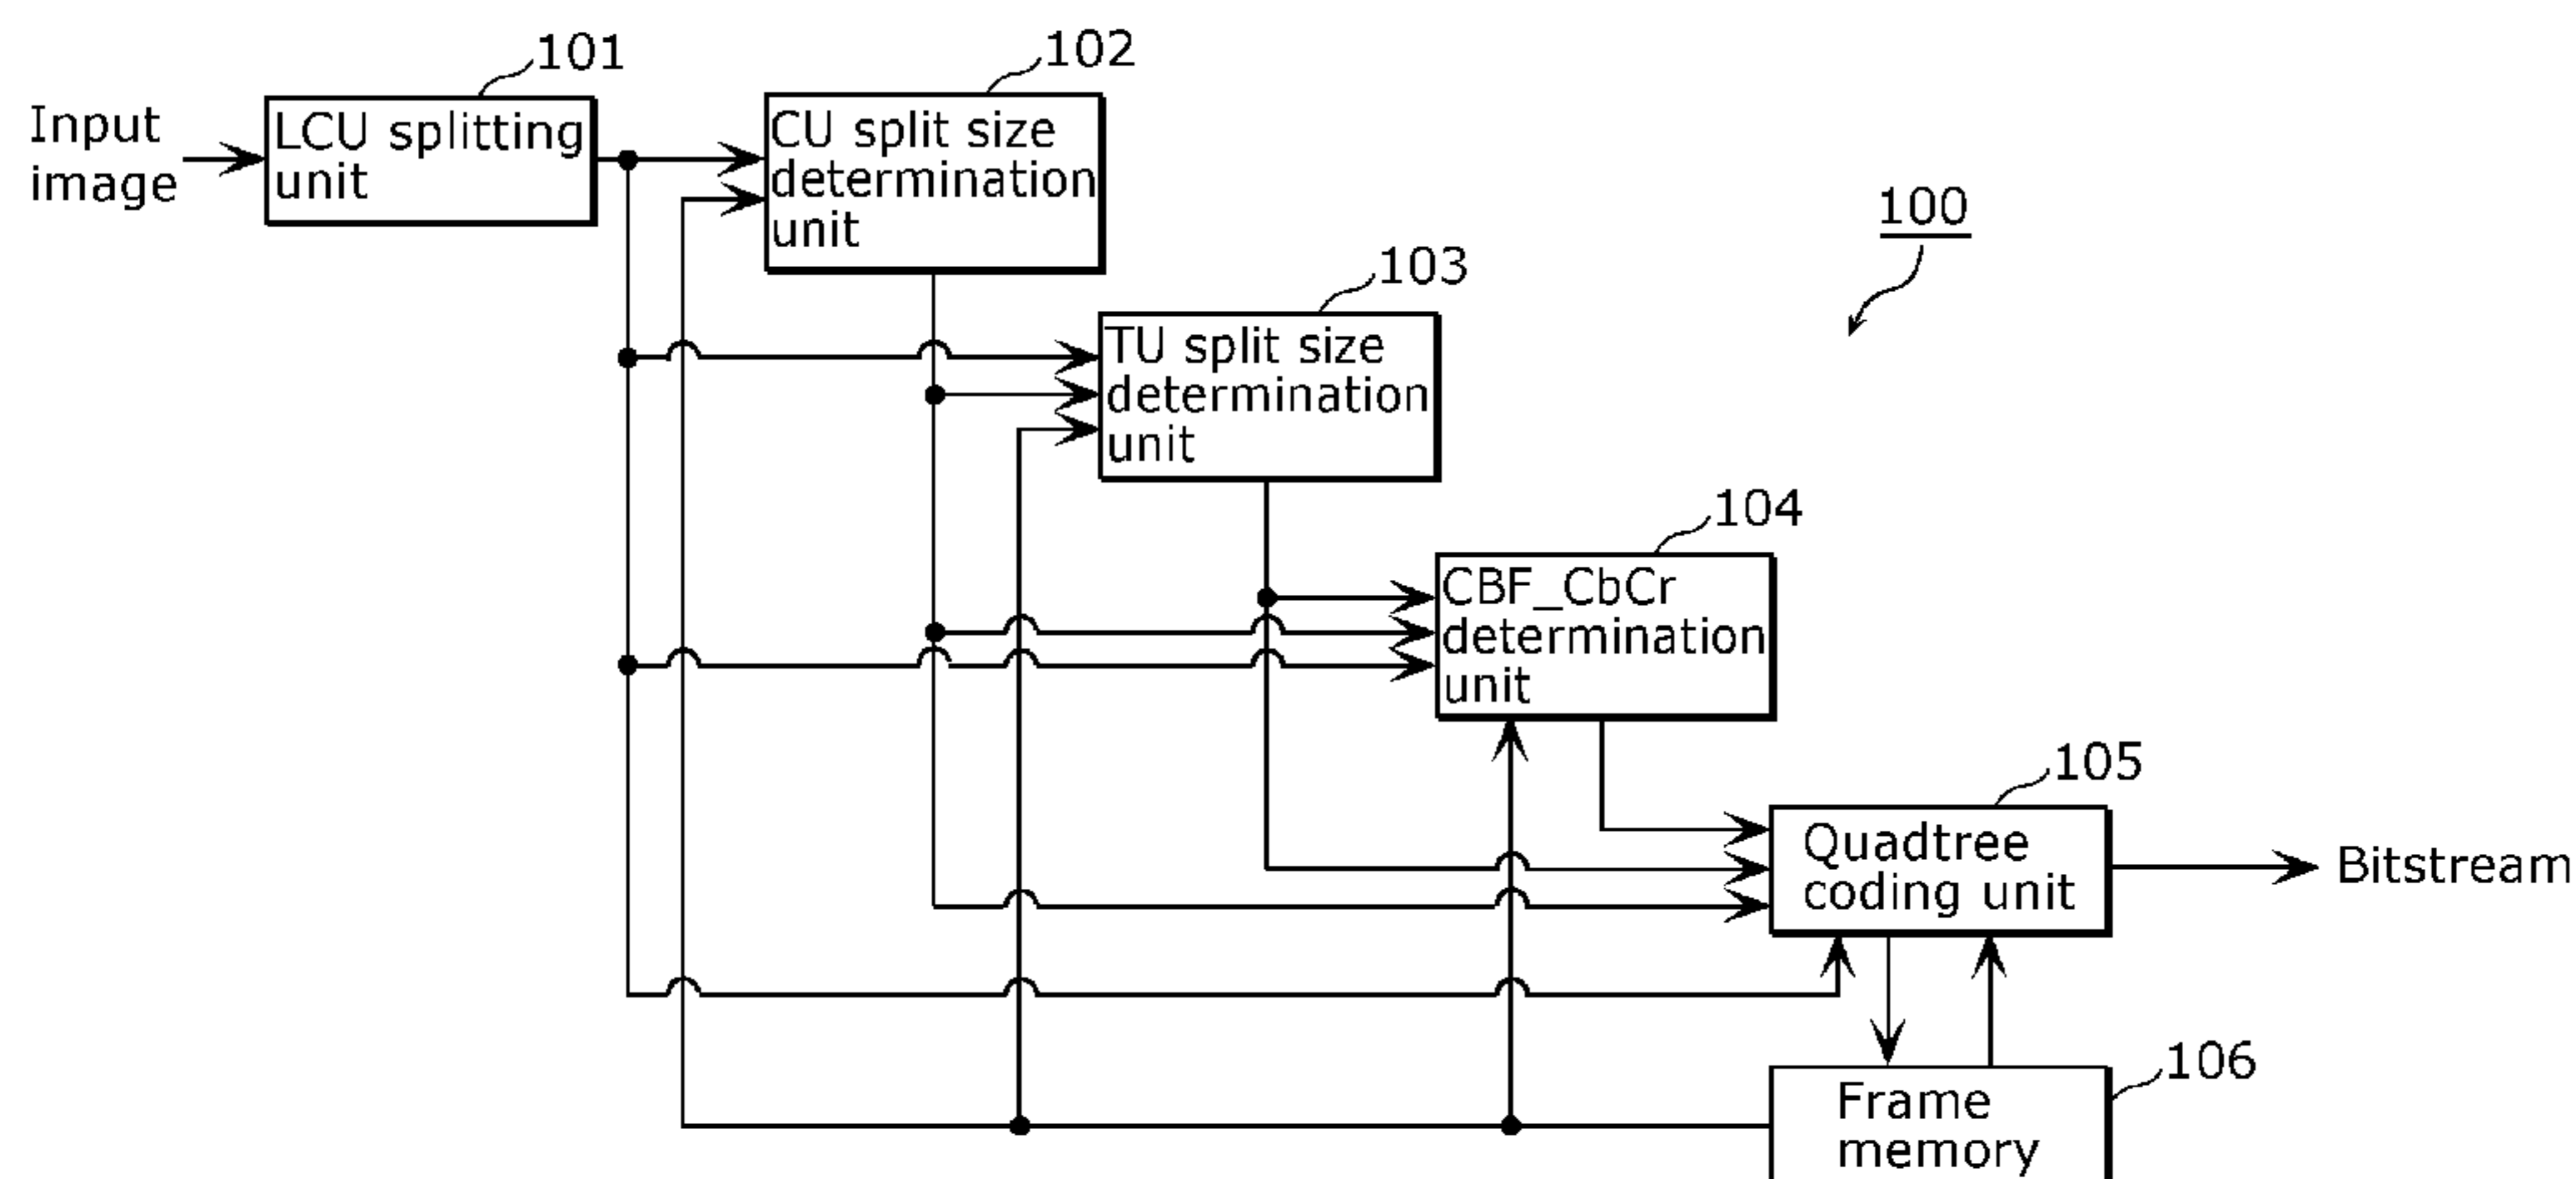 101
102
Input
image
LCU splitting
unit
CU split size
determination
unit
100
103
TU split size
determination
unit
104
CBF_CbCr
determination
unit
105
Quadtree
coding unit
Bitstream
106
Frame
memory